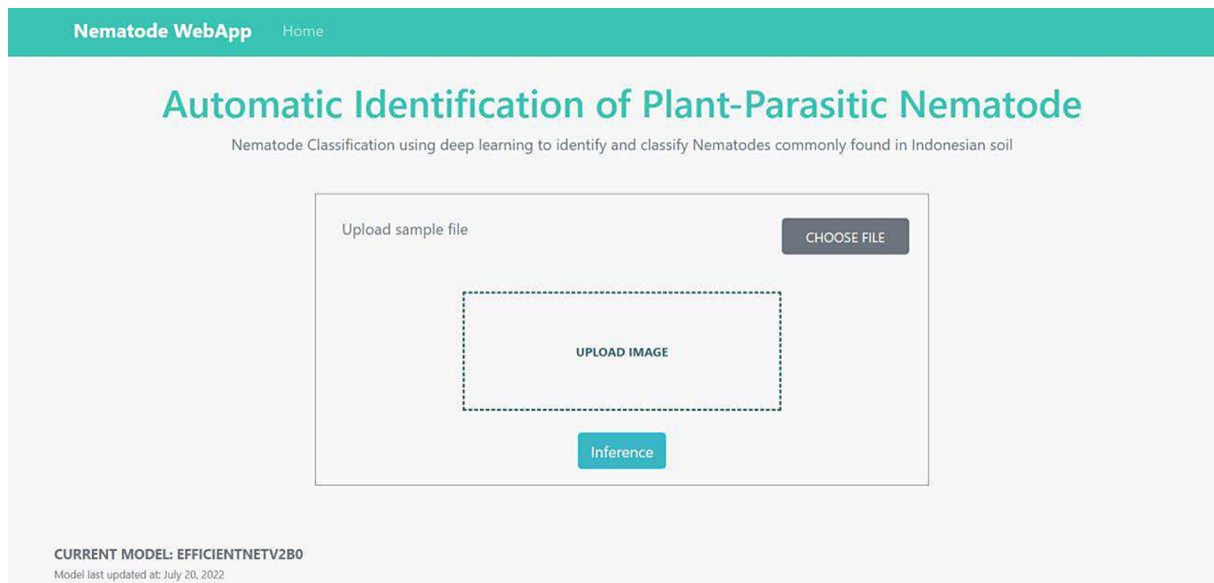 Nematode WebApp Home
Automatic Identification of Plant-Parasitic Nematode
Nematode Classification using deep learning to identify and classify Nematodes commonly found in Indonesian soil
Upload sample file
CHOOSE FILE
UPLOAD IMAGE
Inference
CURRENT MODEL: EFFICIENTNETV2B0
Model last updated at: July 20, 2022